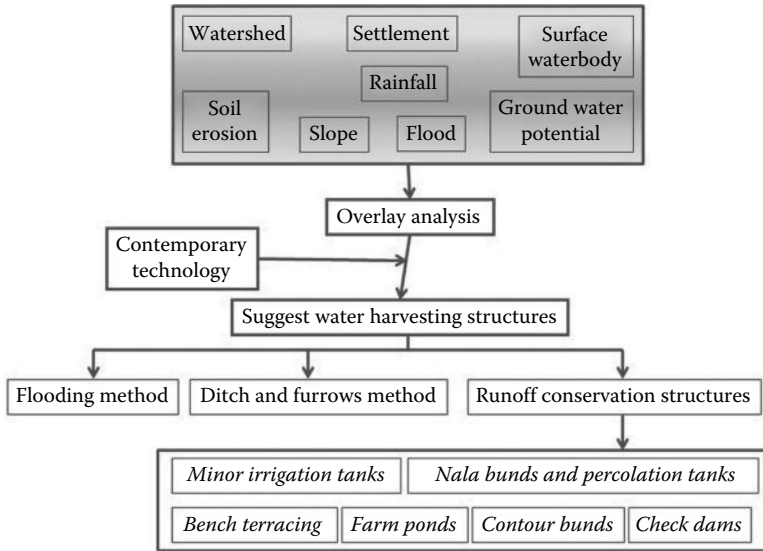 Watershed
Settlement
Surface
waterbody
Rainfall
Soil
erosion
Slope
Flood
Ground water
potential
Overlay analysis
Contemporary
technology
Suggest water harvesting structures
Flooding method
Ditch and furrows method
Runoff conservation structures
Minor irrigation tanks
Nala bunds and percolation tanks
Bench terracing
Farm ponds
Contour bunds
Check dams